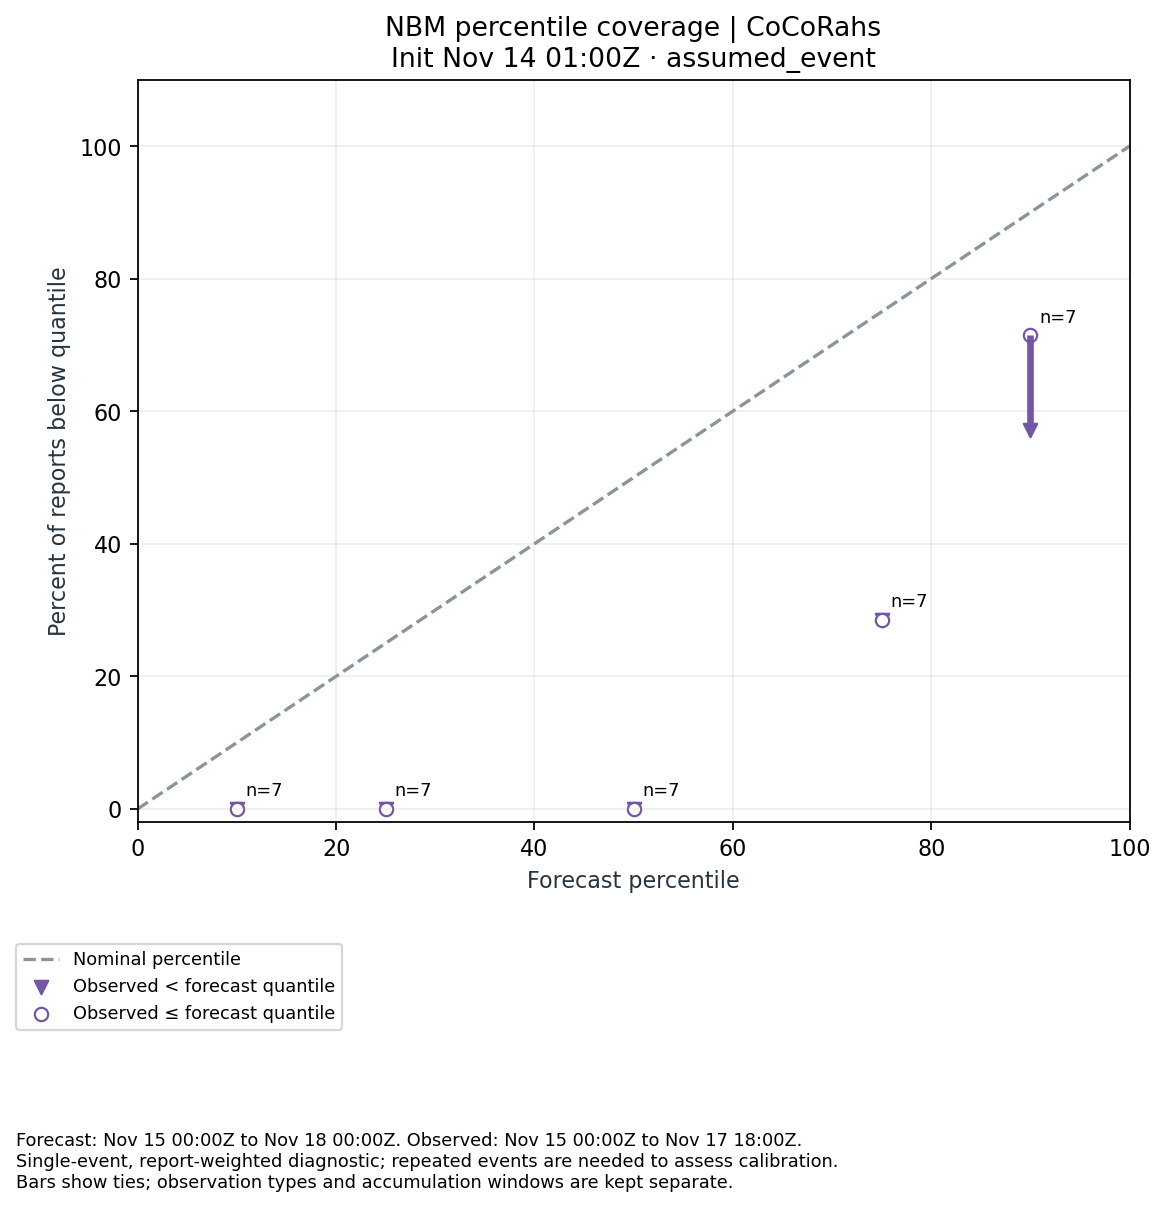 NBM percentile coverage | CoCoRahs
Init Nov 14 01:00Z · assumed_event
Percent of reports below quantile
100
80
60
40
20
0
n=7
n=7
n=7
n=7
n=7
0 20 40 60 80 100
Forecast percentile
Nominal percentile
Observed < forecast quantile
Observed ≤ forecast quantile
Forecast: Nov 15 00:00Z to Nov 18 00:00Z. Observed: Nov 15 00:00Z to Nov 17 18:00Z.
Single-event, report-weighted diagnostic; repeated events are needed to assess calibration.
Bars show ties; observation types and accumulation windows are kept separate.